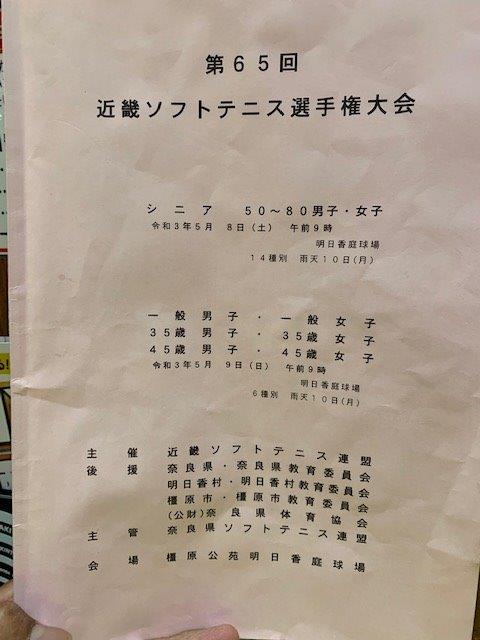 第65回
近畿ソフトテニス選手権大会
シニア 50～80男子・女子
令和3年5月 8日(土) 午前9時
明日香庭球場
14種別 雨天10日(月)
一般男子・一般女子
35歳男子・35歳女子
45歳男子・45歳女子
令和3年5月 9日(日) 午前9時
明日香庭球場
6種別 雨天10日(月)
主催 近畿ソフトテニス連盟
後援 奈良県・奈良県教育委員会
明日香村・明日香村教育委員会
橿原市・橿原市教育委員会
(公財)奈良県体育協会
主管 奈良県ソフトテニス連盟
会場 橿原公苑明日香庭球場